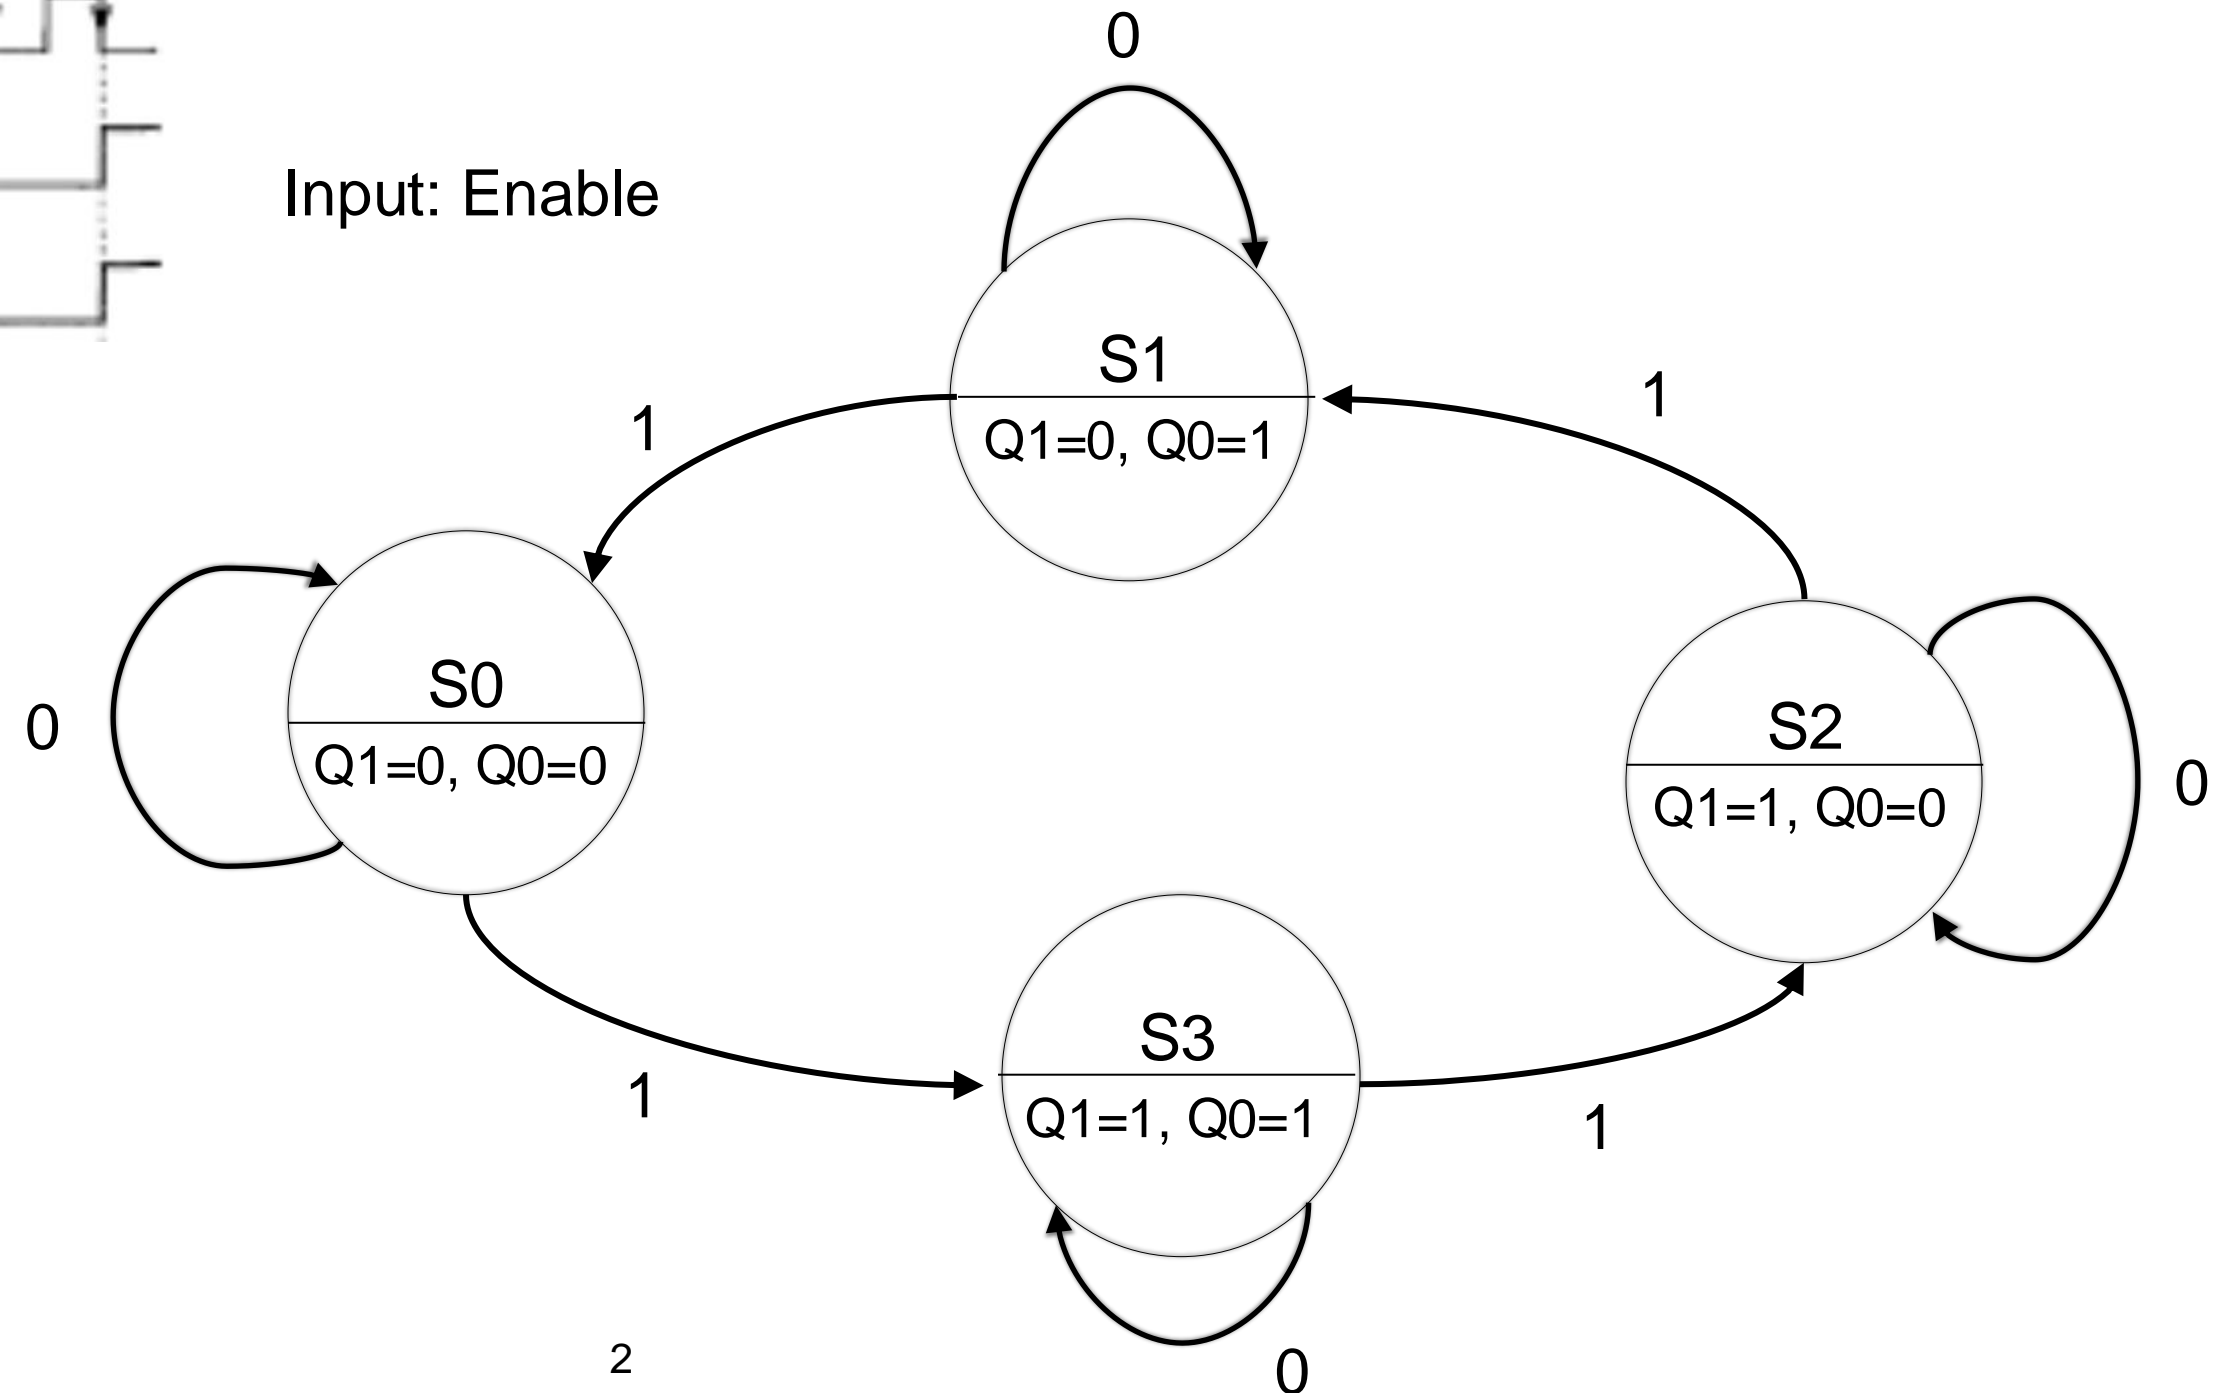 0
Input: Enable
S1
Q1=0, Q0=1
1
1
S0
Q1=0, Q0=0
0
S2
Q1=1, Q0=0
0
S3
Q1=1, Q0=1
1
1
2
0